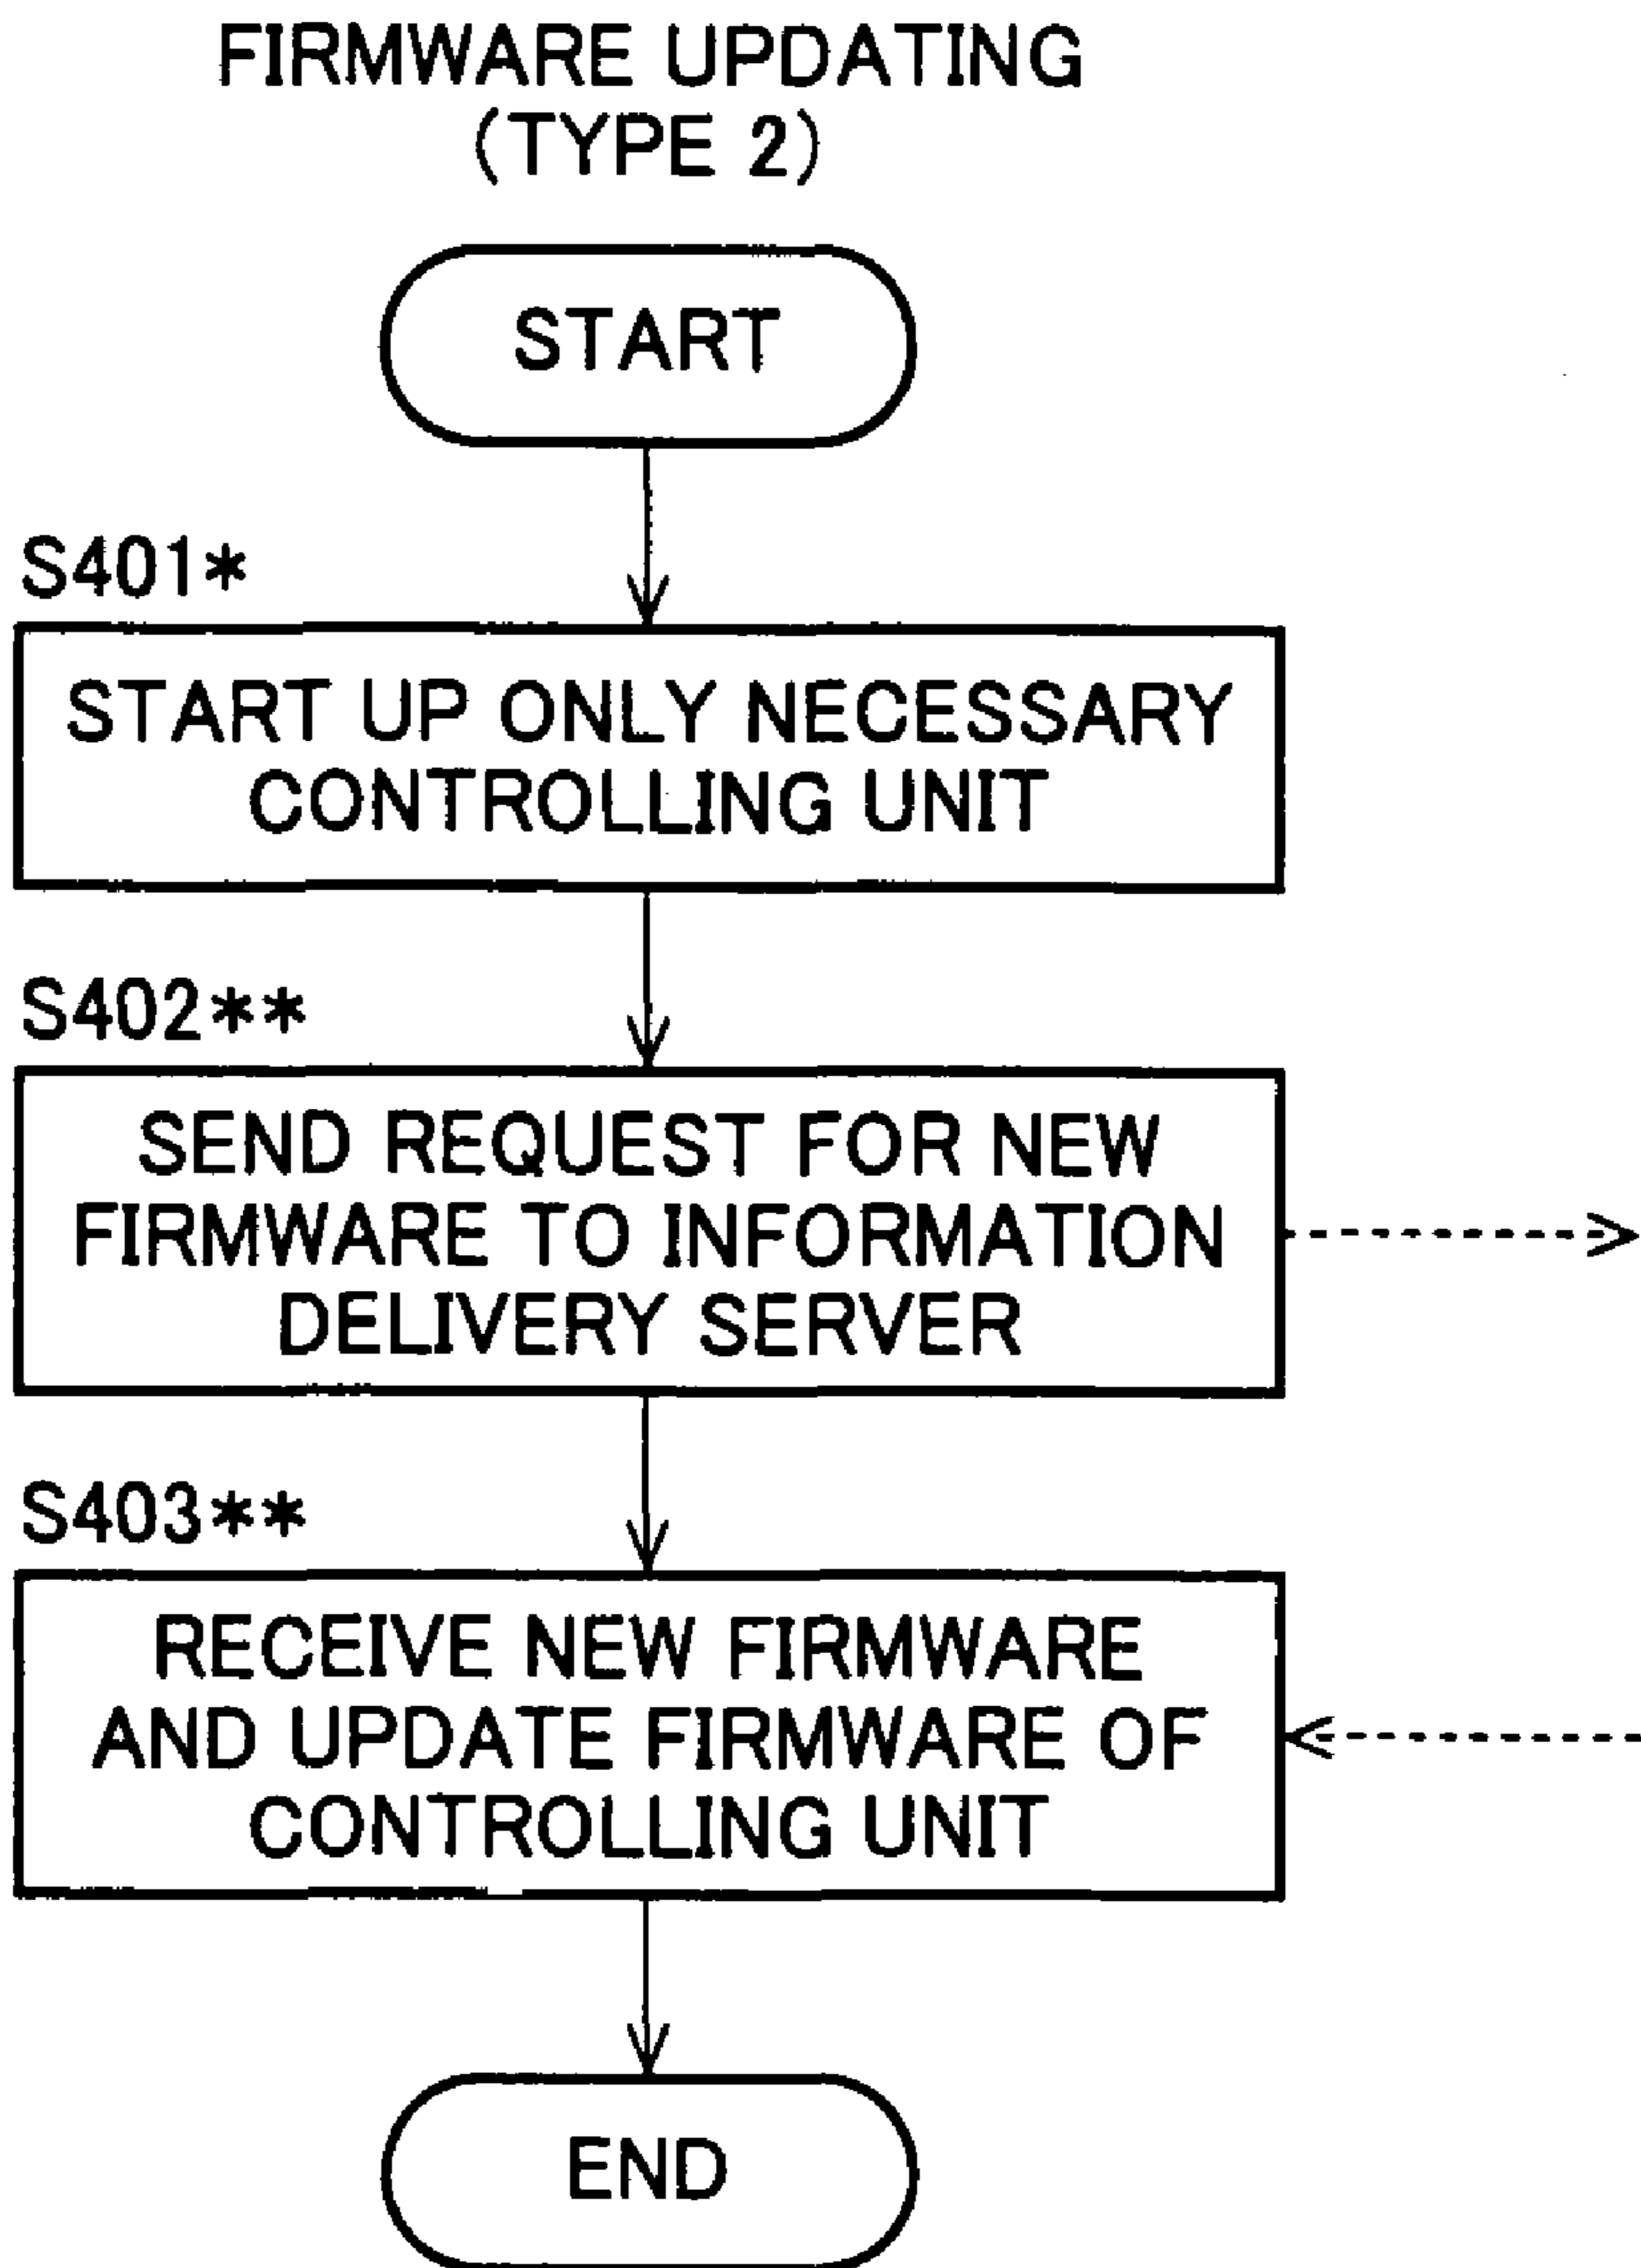 FIRMWARE UPDATING
(TYPE 2)
START
S401*
START UP ONLY NECESSARY
CONTROLLING UNIT
S402**
SEND REQUEST FOR NEW
FIRMWARE TO INFORMATION
DELIVERY SERVER
S403**
RECEIVE NEW FIRMWARE
AND UPDATE FIRMWARE OF
CONTROLLING UNIT
END